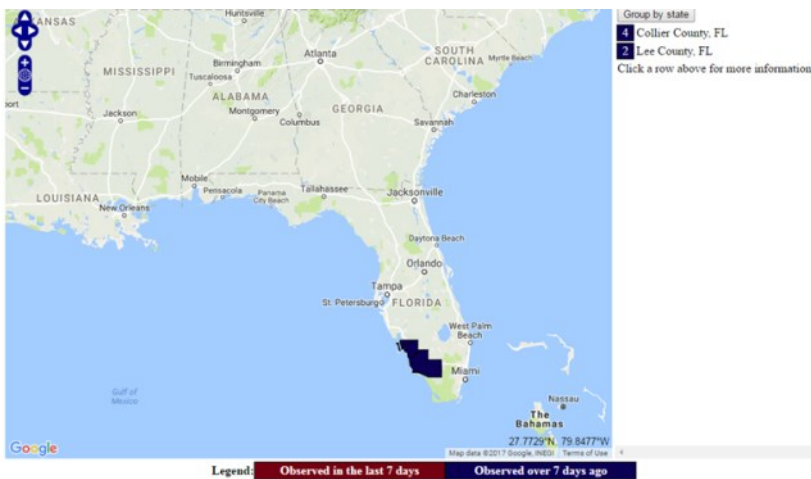 Group by state
4 Collier County, FL
2 Lee County, FL
Click a row above for more information
KANSAS
Huntsville
Atlanta
SOUTH
CAROLINA
Myrtle Beach
Birmingham
MISSISSIPPI
Tuscaloosa
ALABAMA
GEORGIA
Charleston
port
Jackson
Montgomery
Columbus
Savannah
Mobile
Pensacola
Panama
City Beach
Tallahassee
Jacksonville
LOUISIANA
New Orleans
Daytona Beach
Orlando
Tampa
St. Petersburg
FLORIDA
West Palm
Beach
Miami
Gulf of
Mexico
Nassau
The
Bahamas
27.7729°N, 79.8477°W
Google
Map data ©2017 Google, INEGI
Terms of Use
Legend: Observed in the last 7 days Observed over 7 days ago